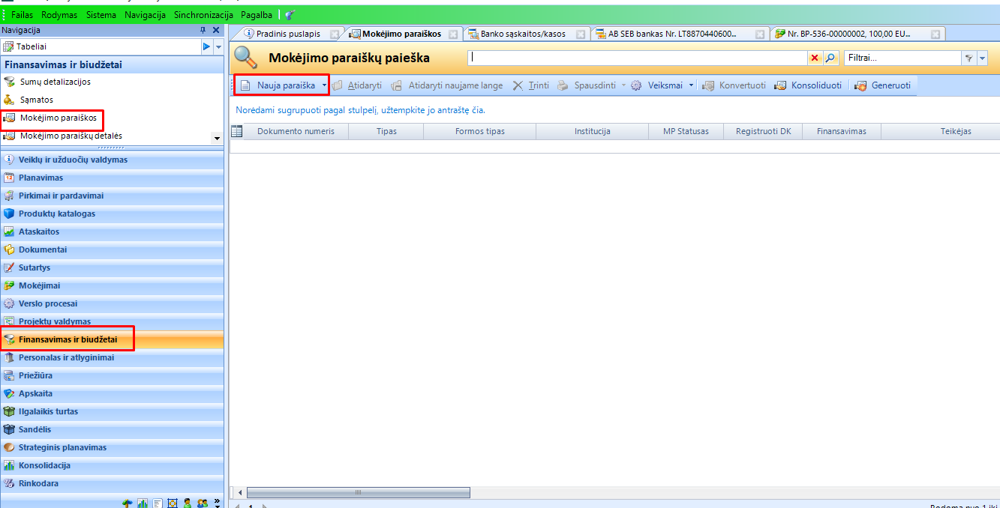 Failas Rodymas Sistema Navigacija Sinchronizacija Pagalba
Navigacija
Tabeliai
Finansavimas ir biudžetai
Sumų detalizacijos
Sąmatos
Mokėjimo paraiškos
Mokėjimo paraiškų detalės
Veiklų ir užduočių valdymas
Planavimas
Pirkimai ir pardavimai
Produktų katalogas
Ataskaitos
Dokumentai
Sutartys
Mokėjimai
Verslo procesai
Projektų valdymas
Finansavimas ir biudžetai
Personalas ir atlyginimai
Priežiūra
Apskaita
Ilgalaikis turtas
Sandėlis
Strateginis planavimas
Konsolidacija
Rinkodara
Pradinis puslapis Mokėjimo paraiškos Banko sąskaitos/kasos AB SEB bankas Nr. LT8870440600... Nr. BP-536-00000002, 100,00 EU...
Mokėjimo paraiškų paieška Filtrai...
Nauja paraiška Atidaryti Atidaryti naujame lange Trinti Spausdinti Veiksmai Konvertuoti Konsoliduoti Generuoti
Norėdami sugrupuoti pagal stulpelį, užtempkite jo antraštę čia.
Dokumento numeris Tipas Formos tipas Institucija MP Statusas Registruoti DK Finansavimas Teikėjas
1
Rodoma nuo 1 iki